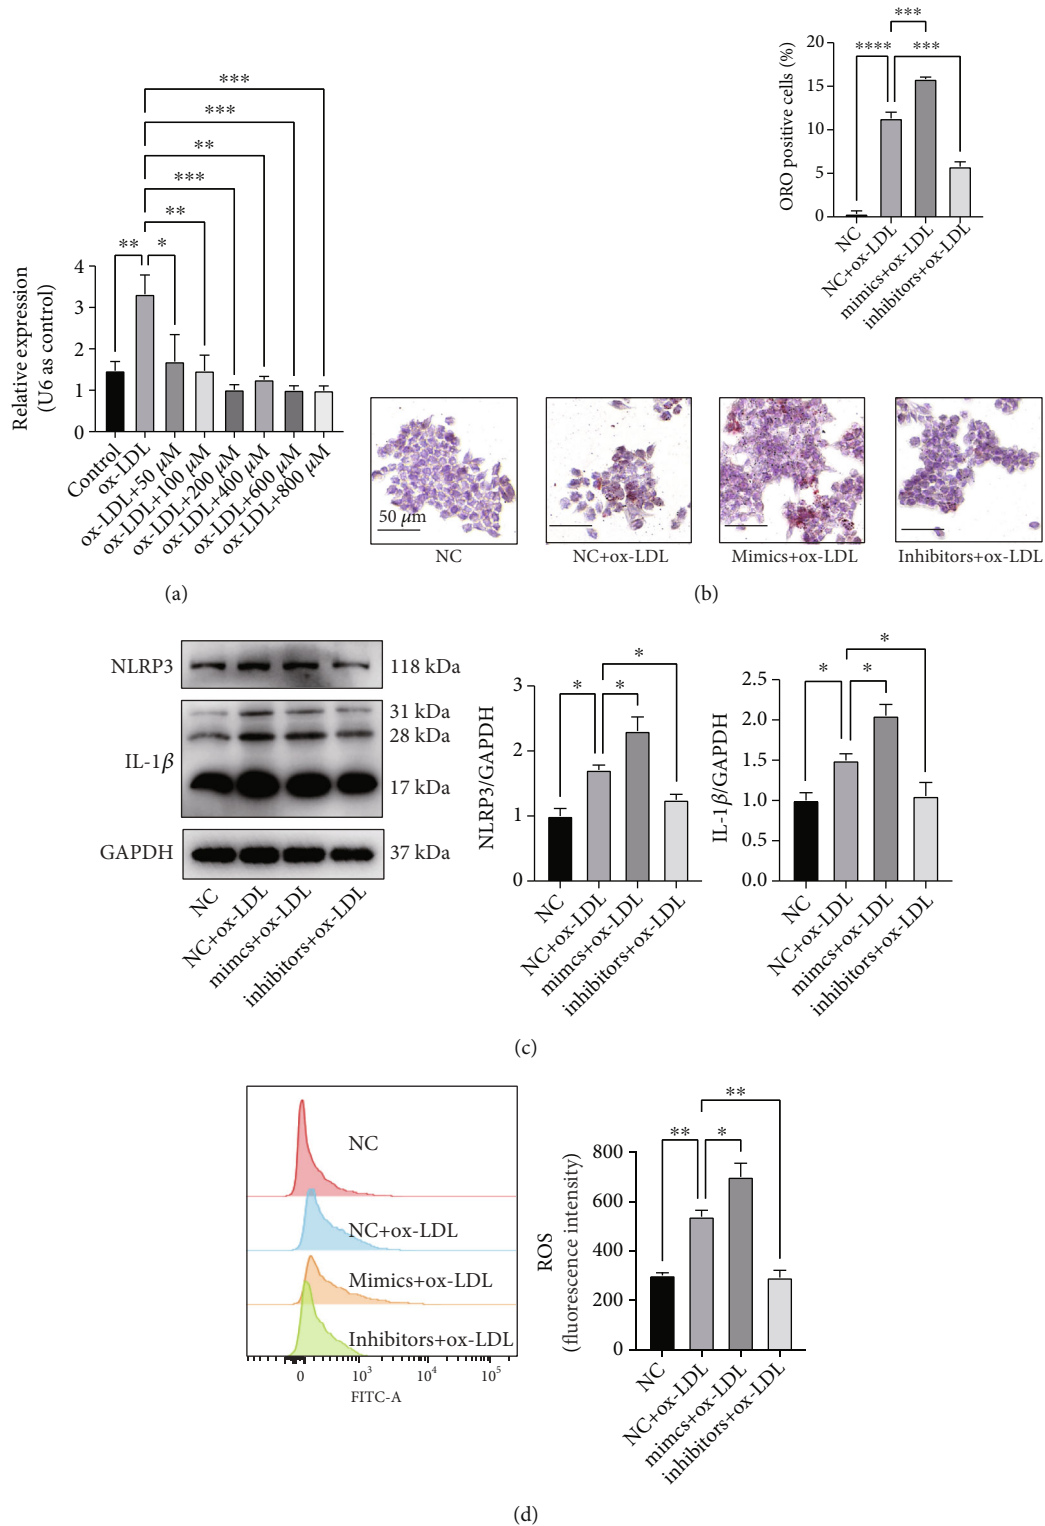 ***
***
**
***
**
** *
4
3
2
1
0
Relative expression
(U6 as control)
Control
ox-LDL
ox-LDL+50 μM
ox-LDL+100 μM
ox-LDL+200 μM
ox-LDL+400 μM
ox-LDL+600 μM
ox-LDL+800 μM
(a)
***
**** ***
20
15
10
5
0
ORO positive cells (%)
NC
NC+ox-LDL
mimics+ox-LDL
inhibitors+ox-LDL
50 μm
NC
NC+ox-LDL
Mimics+ox-LDL
Inhibitors+ox-LDL
(b)
NLRP3
118 kDa
IL-1β
31 kDa
28 kDa
17 kDa
GAPDH
37 kDa
NC
NC+ox-LDL
mimcs+ox-LDL
inhibitors+ox-LDL
*
* *
3
2
1
0
NLRP3/GAPDH
NC
NC+ox-LDL
mimcs+ox-LDL
inhibitors+ox-LDL
*
* *
2.5
2.0
1.5
1.0
0.5
0.0
IL-1β/GAPDH
NC
NC+ox-LDL
mimcs+ox-LDL
inhibitors+ox-LDL
(c)
NC
NC+ox-LDL
Mimics+ox-LDL
Inhibitors+ox-LDL
0 10³ 10⁴ 10⁵
FITC-A
**
** *
800
600
400
200
0
ROS
(fluorescence intensity)
NC
NC+ox-LDL
mimcs+ox-LDL
inhibitors+ox-LDL
(d)